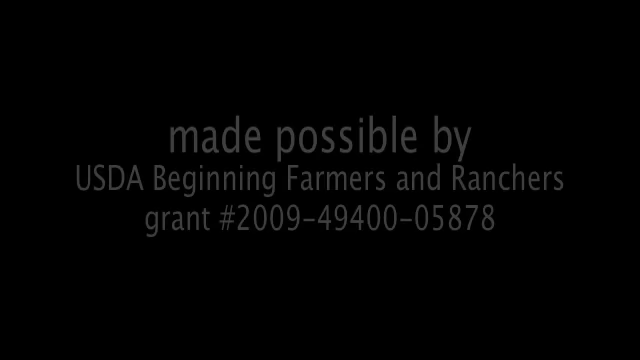 made possible by
USDA Beginning Farmers and Ranchers
grant #2009-49400-05878